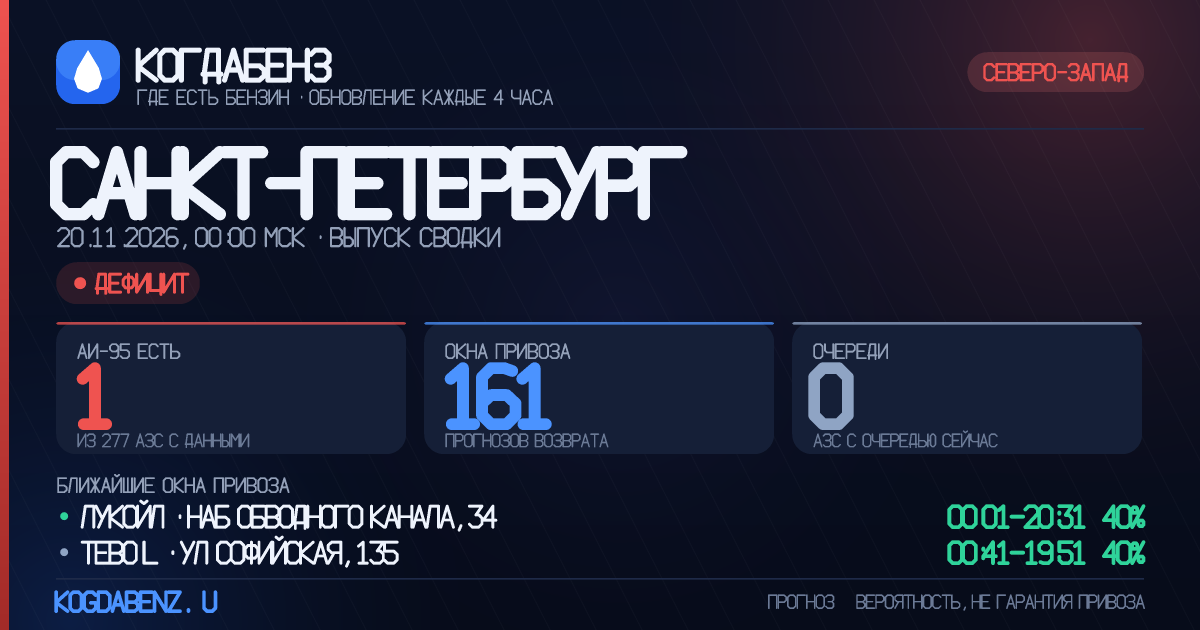 КОГДАБЕНЗ
ГДЕ ЕСТЬ БЕНЗИН · ОБНОВЛЕНИЕ КАЖДЫЕ 4 ЧАСА
СЕВЕРО-ЗАПАД
САНКТ-ПЕТЕРБУРГ
20.11.2026, 00:00 МСК · ВЫПУСК СВОДКИ
ДЕФИЦИТ
АИ-95 ЕСТЬ
1
ИЗ 277 АЗС С ДАННЫМИ
ОКНА ПРИВОЗА
161
ПРОГНОЗОВ ВОЗВРАТА
ОЧЕРЕДИ
0
АЗС С ОЧЕРЕДЬЮ СЕЙЧАС
БЛИЖАЙШИЕ ОКНА ПРИВОЗА
• ЛУКОЙЛ · НАБ ОБВОДНОГО КАНАЛА, 34 00:01-20:31 40%
• TEBOIL · УЛ СОФИЙСКАЯ, 135 00:41-19:51 40%
KOGDABENZ. U
ПРОГНОЗ ВЕРОЯТНОСТЬ, НЕ ГАРАНТИЯ ПРИВОЗА